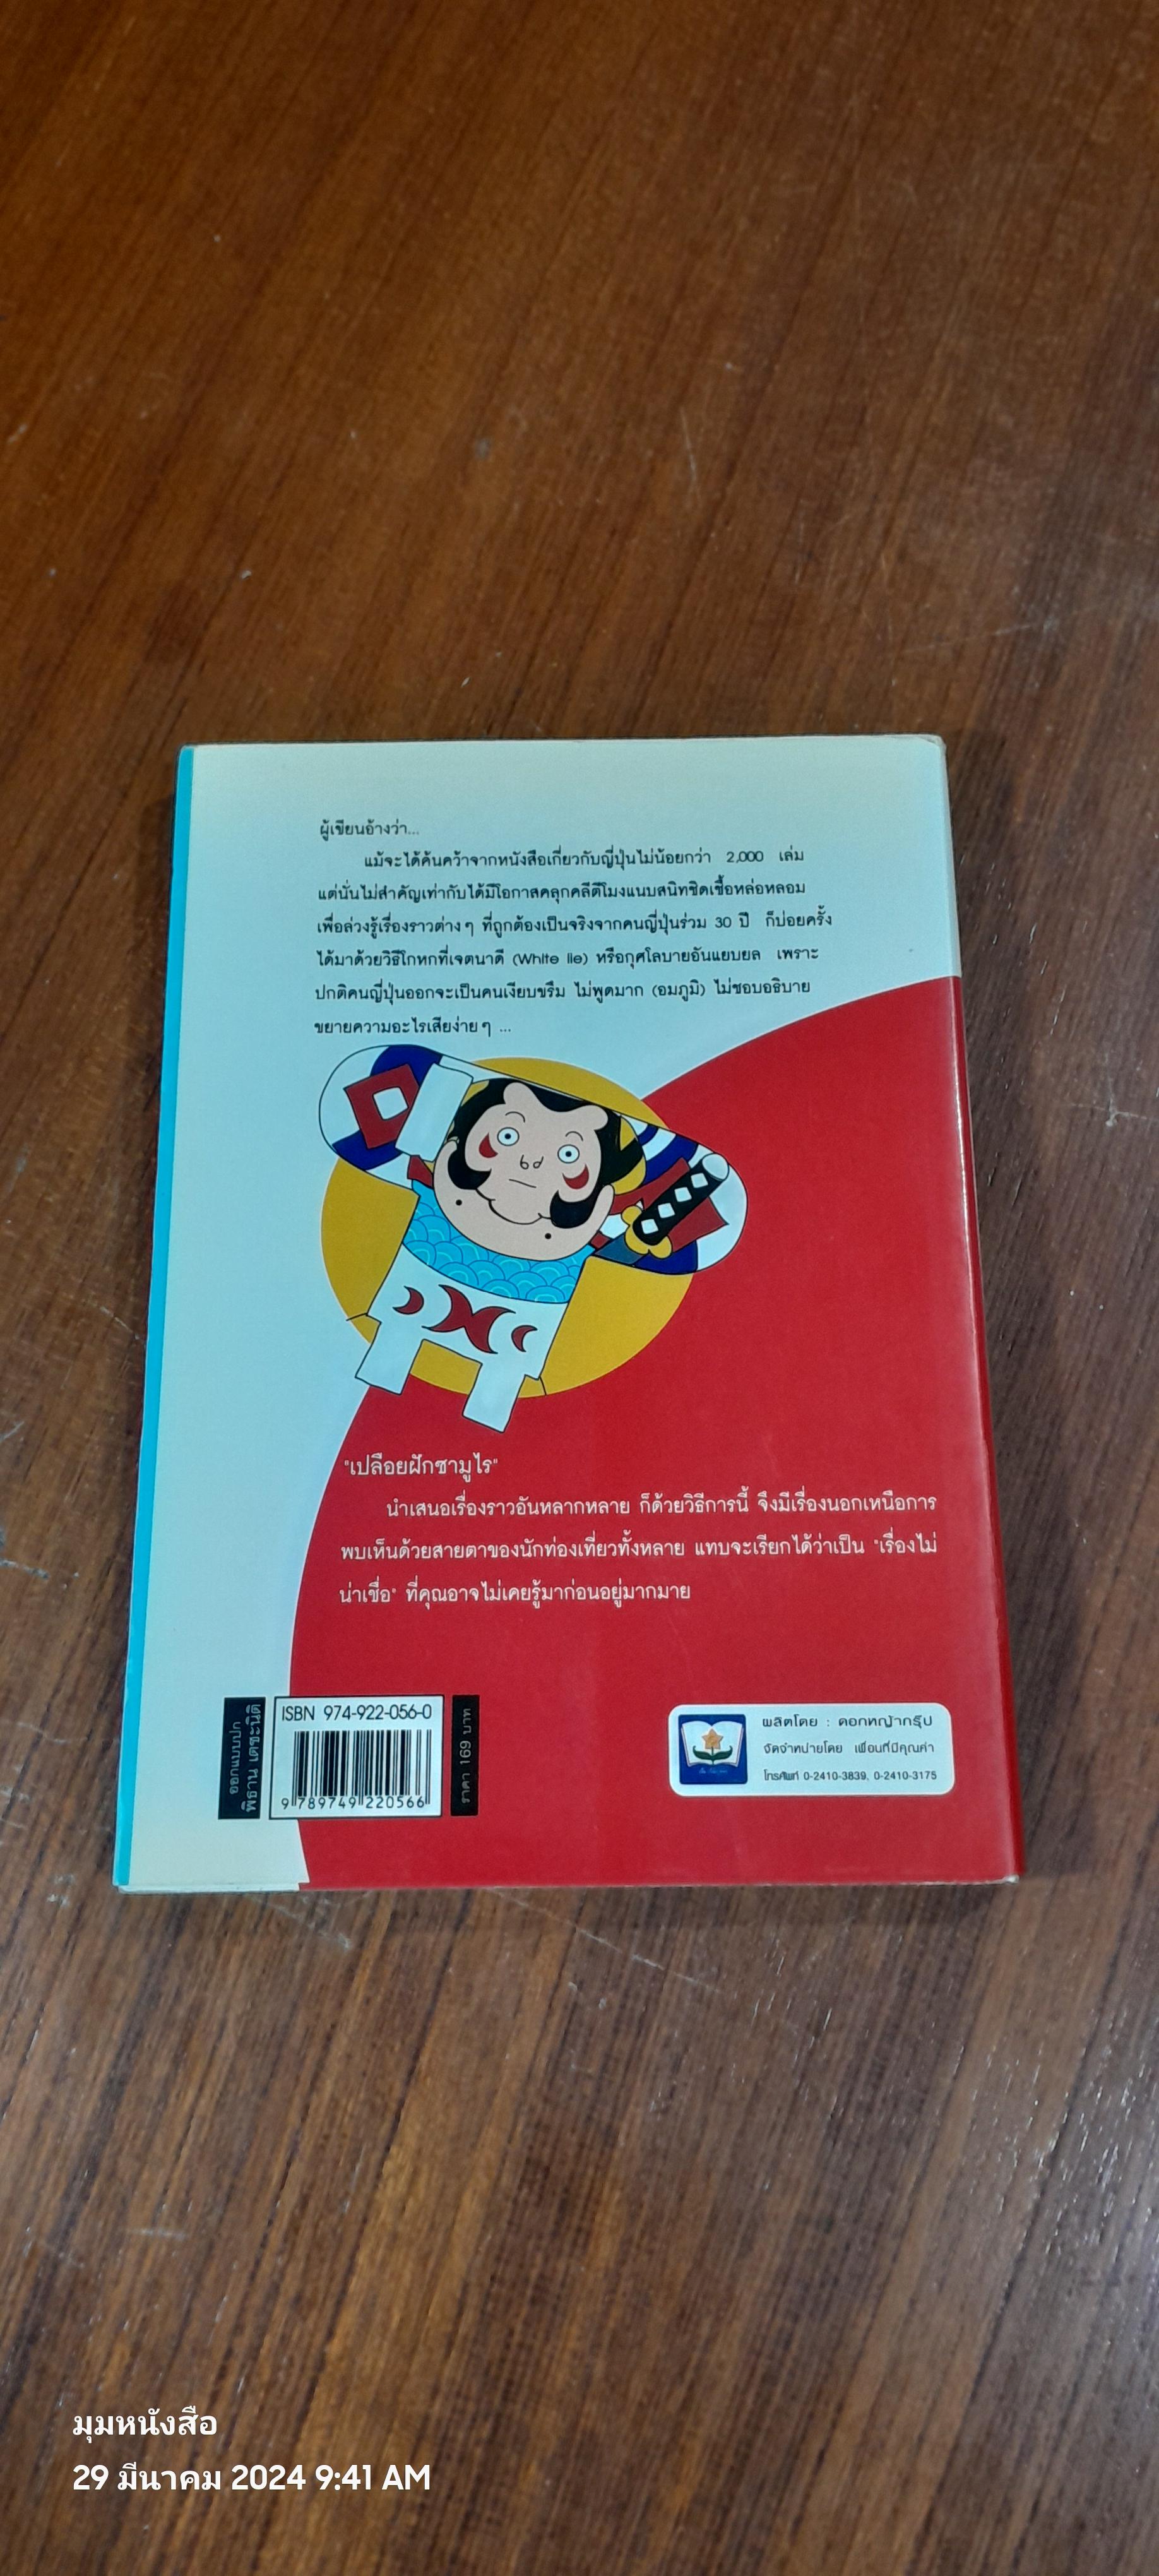 ผู้เขียนอ้างว่า...
แม้จะได้ค้นคว้าจากหนังสือเกี่ยวกับญี่ปุ่นไม่น้อยกว่า 2,000 เล่ม
แต่นั่นไม่สำคัญเท่ากับได้มีโอกาสคลุกคลีตีโมงแนบสนิทชิดเชื้อหล่อหลอม
เพื่อล่วงรู้เรื่องราวต่าง ๆ ที่ถูกต้องเป็นจริงจากคนญี่ปุ่นร่วม 30 ปี ก็บ่อยครั้ง
ได้มาด้วยวิธีโกหกที่เจตนาดี (White lie) หรือกุศโลบายอันแยบยล เพราะ
ปกติคนญี่ปุ่นออกจะเป็นคนเงียบขรึม ไม่พูดมาก (อมภูมิ) ไม่ชอบอธิบาย
ขยายความอะไรเสียง่าย ๆ ...
"เปลือยฝักซามูไร"
นำเสนอเรื่องราวอันหลากหลาย ก็ด้วยวิธีการนี้ จึงมีเรื่องนอกเหนือการ
พบเห็นด้วยสายตาของนักท่องเที่ยวทั้งหลาย แทบจะเรียกได้ว่าเป็น "เรื่องไม่
น่าเชื่อ" ที่คุณอาจไม่เคยรู้มาก่อนอยู่มากมาย
ออกแบบปก
พิธาน เดชะนิติ
ISBN 974-922-056-0
9 789749 220566
ราคา 169 บาท
ผลิตโดย : ดอกหญ้ากรุ๊ป
จัดจำหน่ายโดย เพื่อนที่มีคุณค่า
โทรศัพท์ 0-2410-3839, 0-2410-3175
มุมหนังสือ
29 มีนาคม 2024 9:41 AM